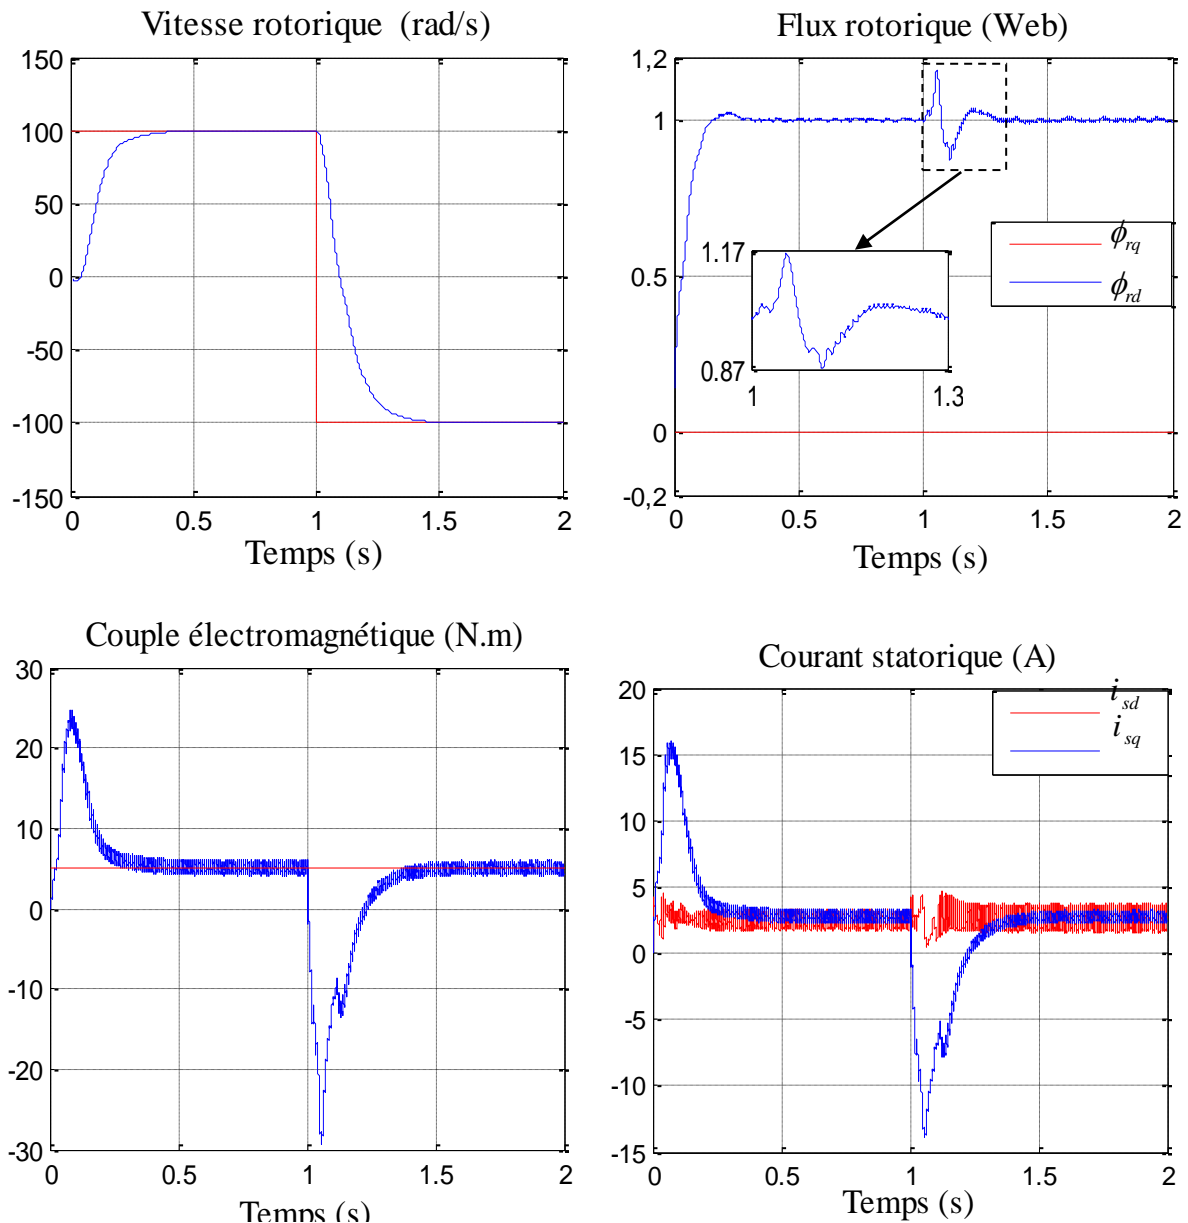 Vitesse rotorique (rad/s)
150
100
50
0
-50
-100
-150
0 0.5 1 1.5 2
Temps (s)
Flux rotorique (Web)
1,2
1
0.5
0
-0,2
ϕrq
ϕrd
1.17
0.87
1 1.3
0 0.5 1 1.5 2
Temps (s)
Couple électromagnétique (N.m)
30
20
10
0
-10
-20
-30
0 0.5 1 1.5 2
Temps (s)
Courant statorique (A)
20
15
10
5
0
-5
-10
-15
isd
isq
0 0.5 1 1.5 2
Temps (s)